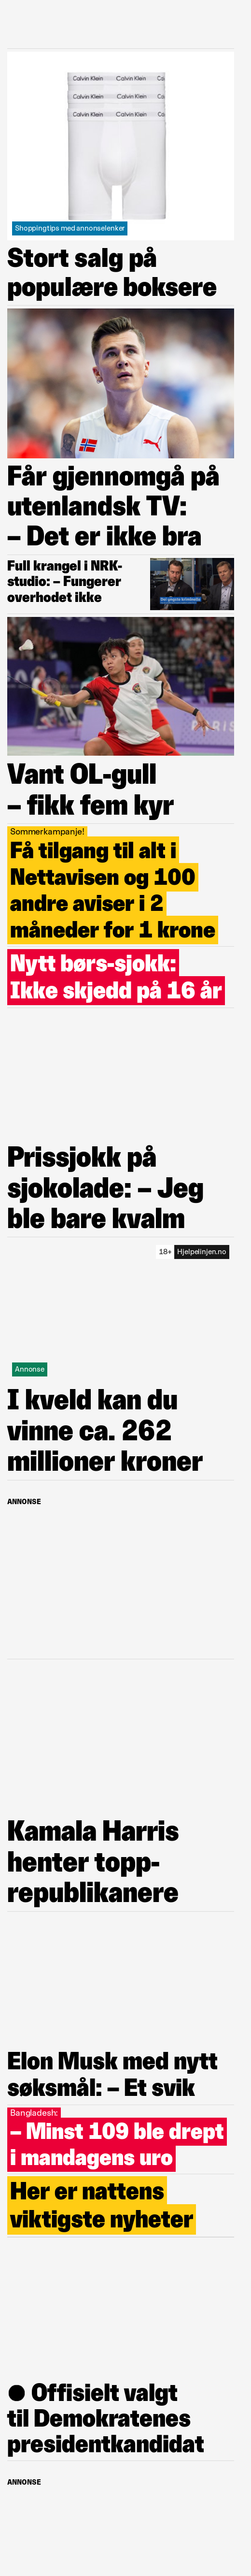 Calvin Klein Calvin Klein Ca
Calvin Klein Calvin Klein Ca
Calvin Klein Calvin Klein Ca
Shoppingtips med annonselenker
Stort salg på
populære boksere
Får gjennomgå på
utenlandsk TV:
– Det er ikke bra
Full krangel i NRK-
studio: – Fungerer
overhodet ikke
PARIS
Vant OL-gull
– fikk fem kyr
Sommerkampanje!
Få tilgang til alt i
Nettavisen og 100
andre aviser i 2
måneder for 1 krone
Nytt børs-sjokk:
Ikke skjedd på 16 år
Prissjokk på
sjokolade: – Jeg
ble bare kvalm
18+ Hjelpelinjen.no
Annonse
I kveld kan du
vinne ca. 262
millioner kroner
ANNONSE
Kamala Harris
henter topp-
republikanere
Elon Musk med nytt
søksmål: – Et svik
Bangladesh:
– Minst 109 ble drept
i mandagens uro
Her er nattens
viktigste nyheter
● Offisielt valgt
til Demokratenes
presidentkandidat
ANNONSE